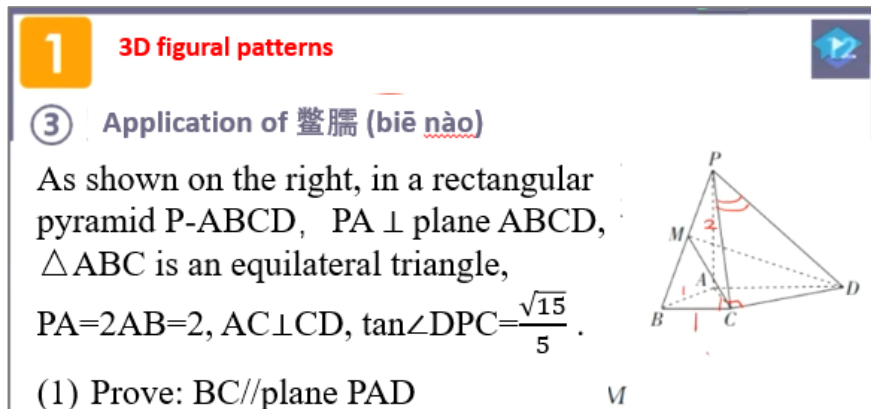 1 3D figural patterns 12
③ Application of 鳖臑 (biē nào)
As shown on the right, in a rectangular
pyramid P-ABCD, PA ⊥ plane ABCD,
△ABC is an equilateral triangle,
PA=2AB=2, AC⊥CD, tan∠DPC=√15/5 .
(1) Prove: BC//plane PAD
P
2
M
A
D
1
B
1
C
M